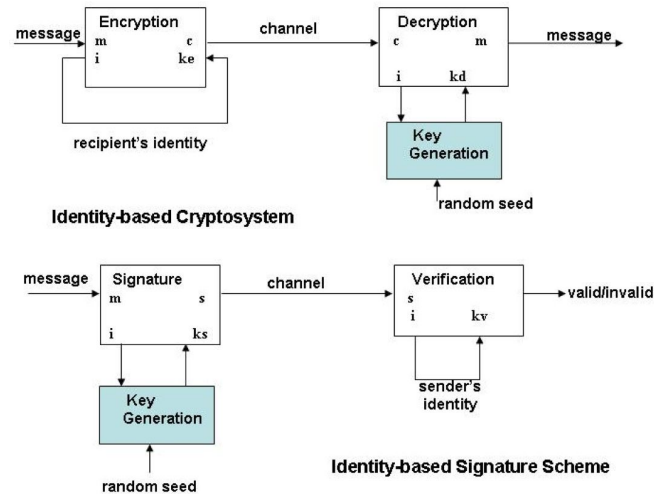 Encryption
message
m c
i ke
recipient's identity
channel
Decryption
c m
i kd
message
Key
Generation
random seed
Identity-based Cryptosystem
message
Signature
m s
i ks
Key
Generation
random seed
channel
Verification
s
i kv
valid/invalid
sender's
identity
Identity-based Signature Scheme